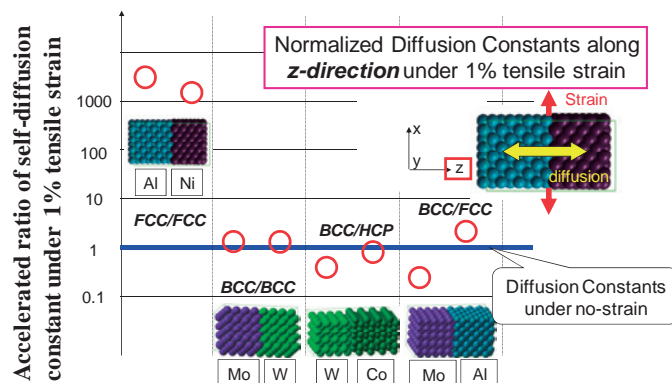 Accelerated ratio of self-diffusion
constant under 1% tensile strain
Normalized Diffusion Constants along
z-direction under 1% tensile strain
1000
100
10
1
0.1
Strain
x
y
z
diffusion
Al
Ni
FCC/FCC
BCC/HCP
BCC/FCC
BCC/BCC
Diffusion Constants
under no-strain
Mo
W
W
Co
Mo
Al